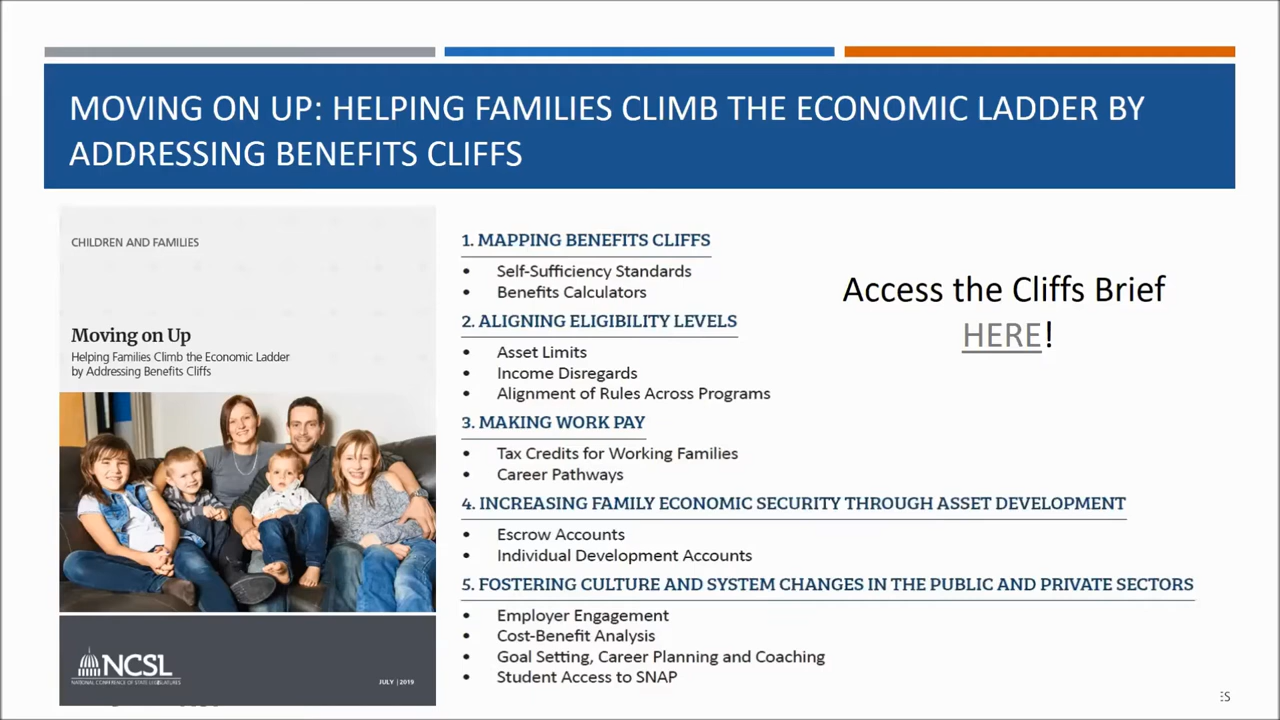 MOVING ON UP: HELPING FAMILIES CLIMB THE ECONOMIC LADDER BY
ADDRESSING BENEFITS CLIFFS
CHILDREN AND FAMILIES
Moving on Up
Helping Families Climb the Economic Ladder
by Addressing Benefits Cliffs
NCSL
NATIONAL CONFERENCE OF STATE LEGISLATURES
JULY | 2019
1. MAPPING BENEFITS CLIFFS
• Self-Sufficiency Standards
• Benefits Calculators
2. ALIGNING ELIGIBILITY LEVELS
• Asset Limits
• Income Disregards
• Alignment of Rules Across Programs
3. MAKING WORK PAY
• Tax Credits for Working Families
• Career Pathways
4. INCREASING FAMILY ECONOMIC SECURITY THROUGH ASSET DEVELOPMENT
• Escrow Accounts
• Individual Development Accounts
5. FOSTERING CULTURE AND SYSTEM CHANGES IN THE PUBLIC AND PRIVATE SECTORS
• Employer Engagement
• Cost-Benefit Analysis
• Goal Setting, Career Planning and Coaching
• Student Access to SNAP
Access the Cliffs Brief
HERE!
ES